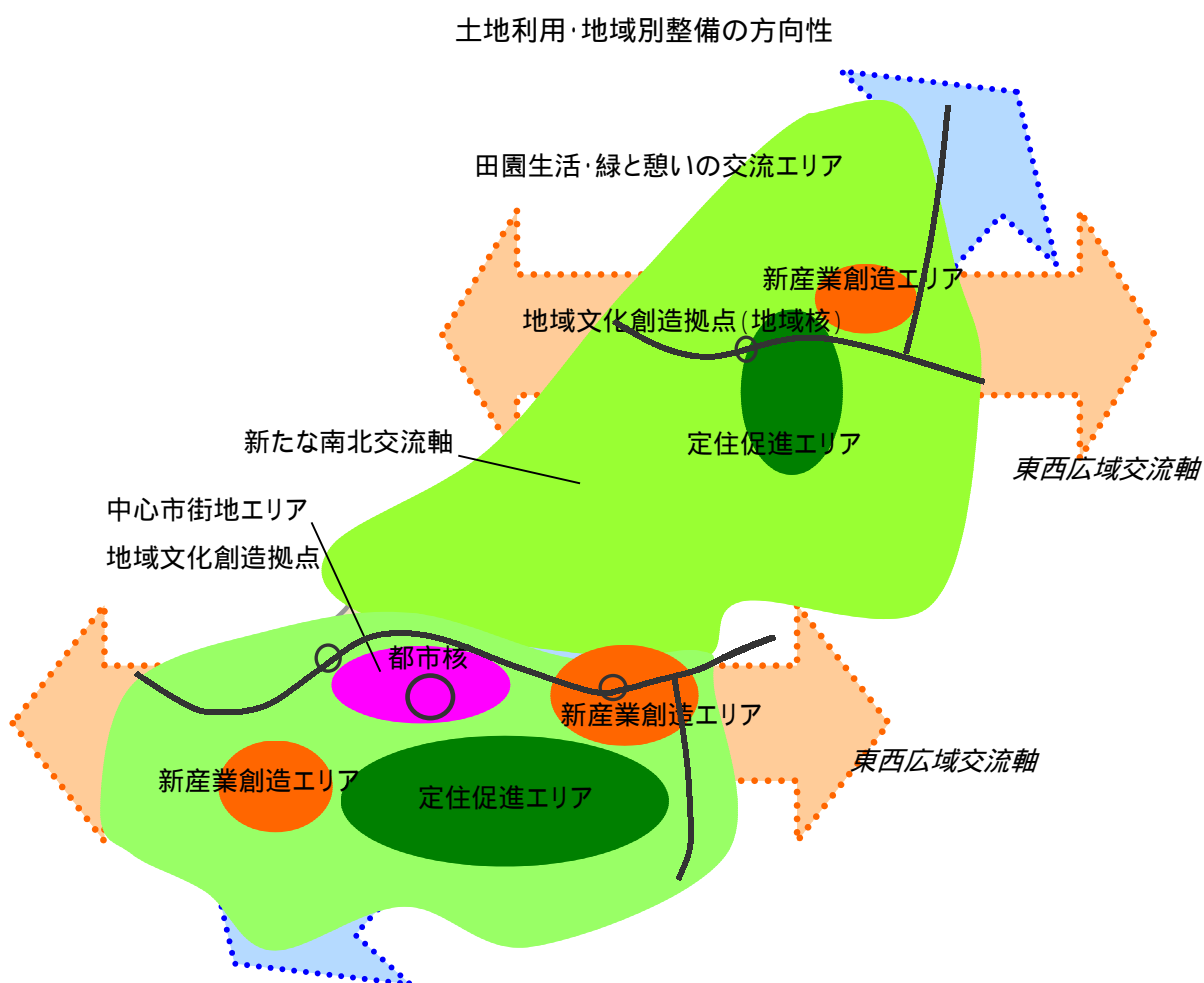 土地利用・地域別整備の方向性
田園生活・緑と憩いの交流エリア
新産業創造エリア
地域文化創造拠点(地域核)
新たな南北交流軸
定住促進エリア
東西広域交流軸
中心市街地エリア
地域文化創造拠点
都市核
新産業創造エリア
東西広域交流軸
新産業創造エリア
定住促進エリア